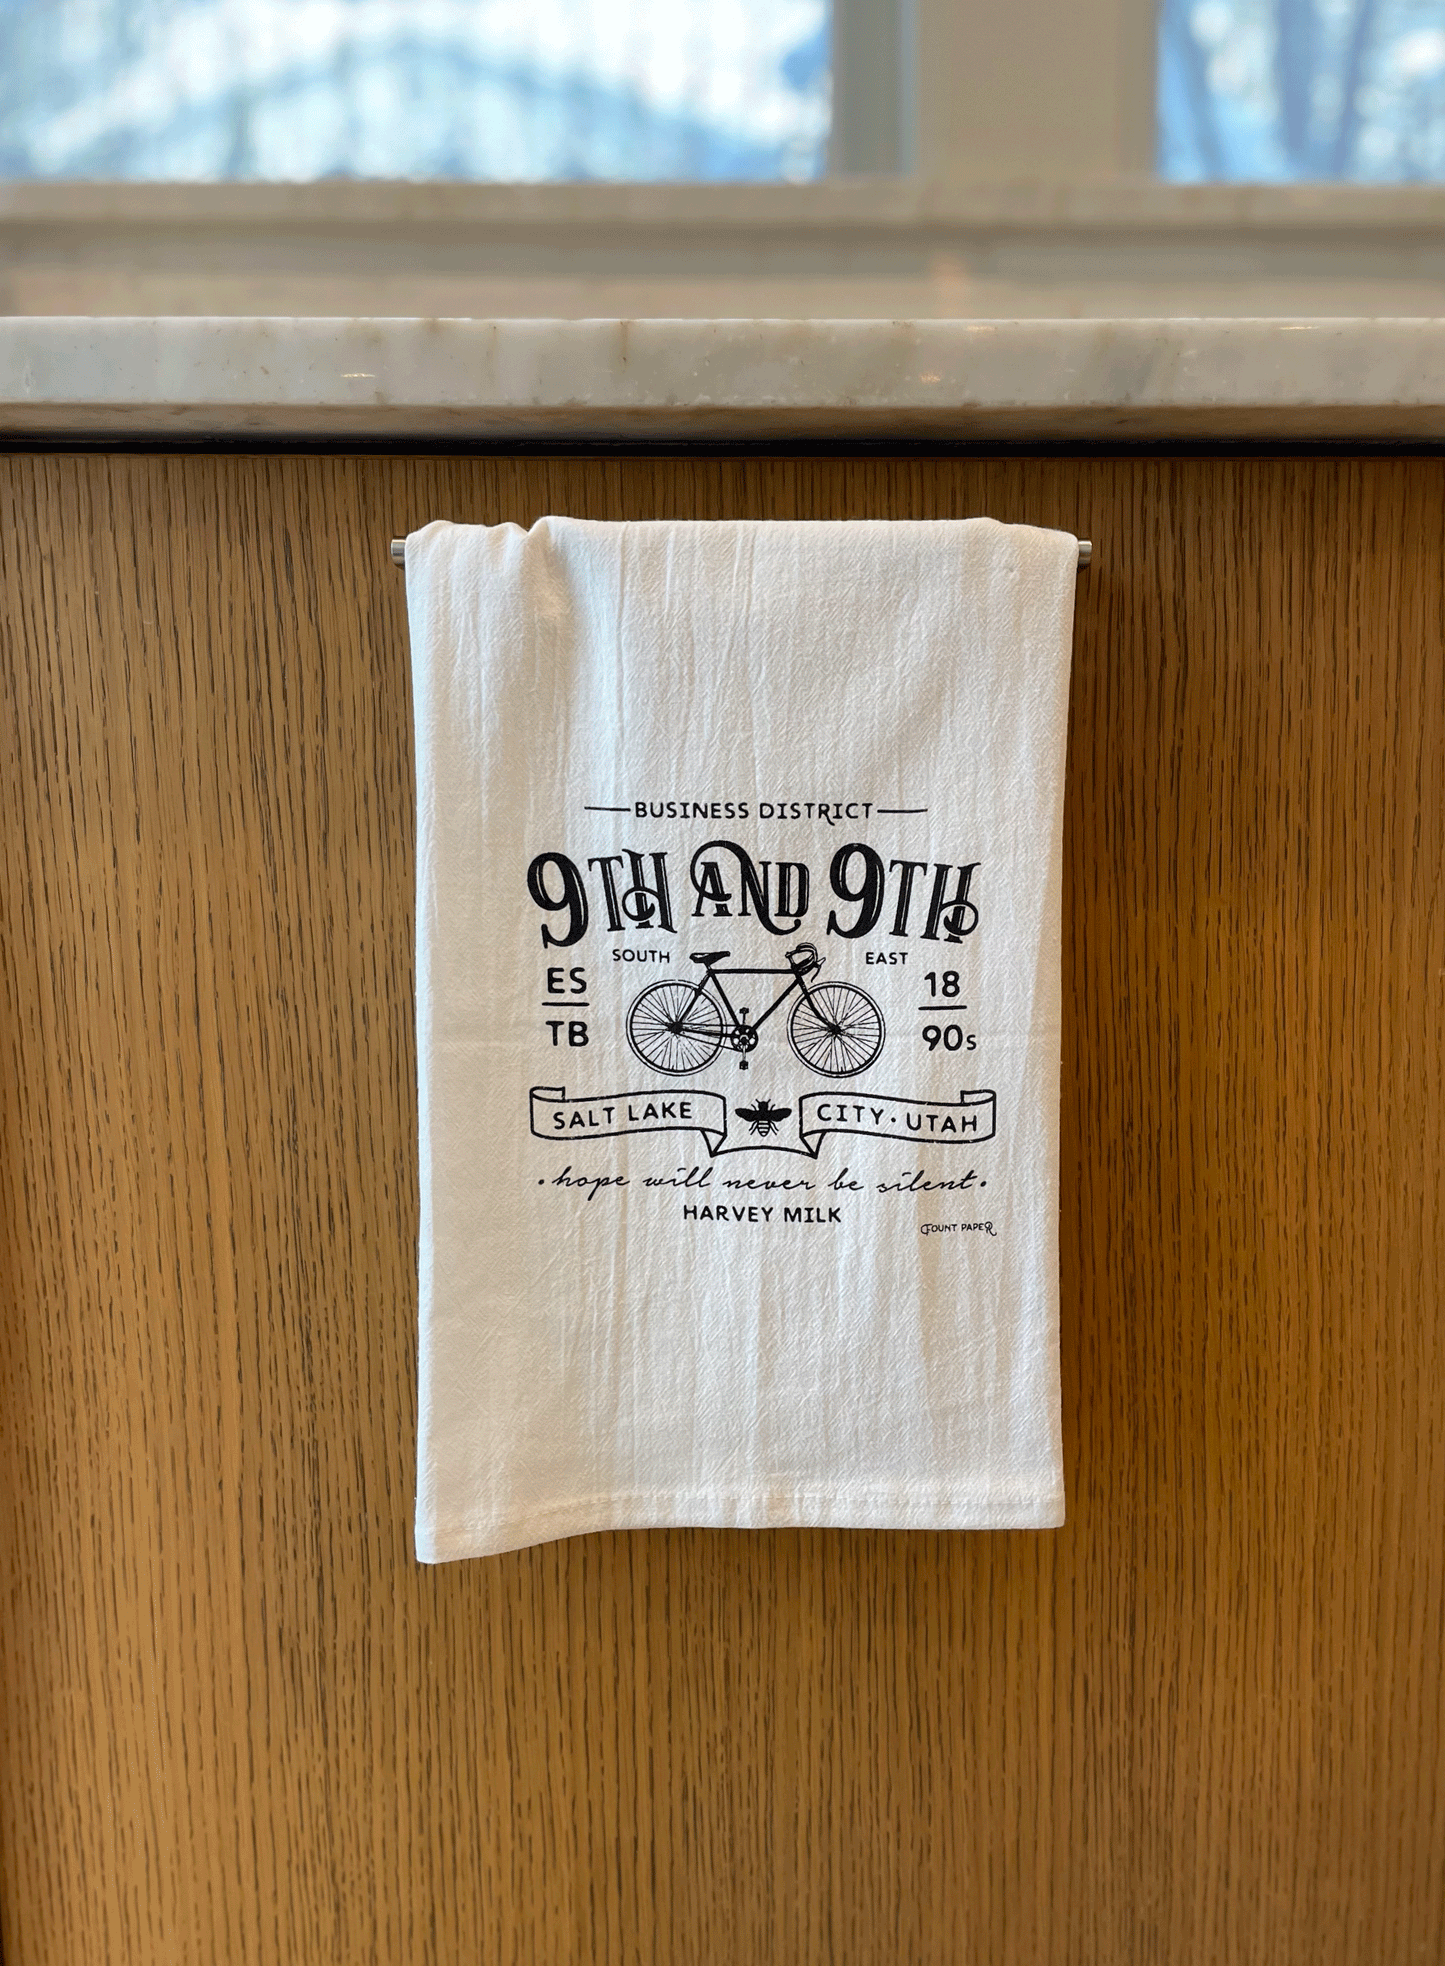 BUSINESS DISTRICT
9TH AND 9TH
SOUTH EAST
ES 18
TB 90s
SALT LAKE CITY · UTAH
· hope will never be silent ·
HARVEY MILK
FOUNT PAPER